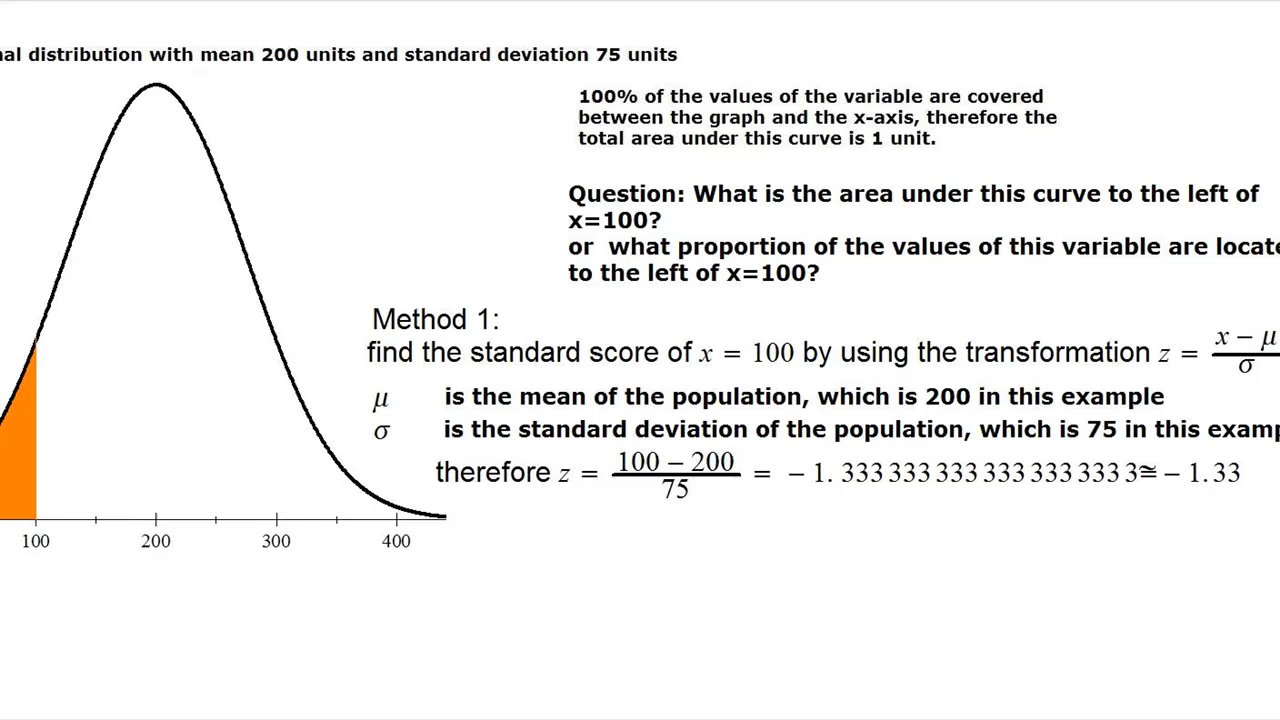 distribution with mean 200 units and standard deviation 75 units
100% of the values of the variable are covered
between the graph and the x-axis, therefore the
total area under this curve is 1 unit.
Question: What is the area under this curve to the left of
x=100?
or what proportion of the values of this variable are
to the left of x=100?
Method 1:
find the standard score of x = 100 by using the transformation z = x − μ / σ
μ is the mean of the population, which is 200 in this example
σ is the standard deviation of the population, which is 75 in this
therefore z = 100 − 200 / 75 = − 1. 333 333 333 333 333 333 3≅ − 1. 33
100 200 300 400